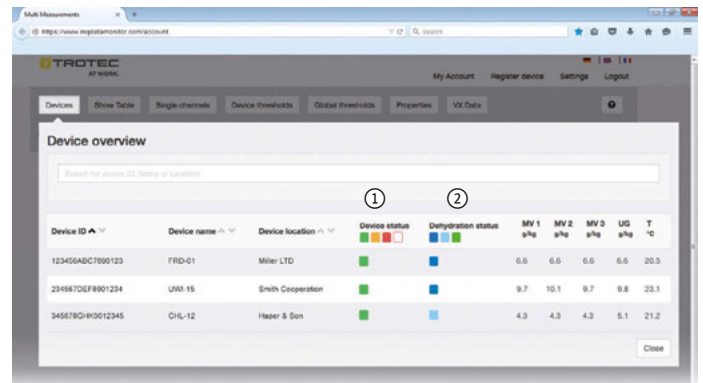 Multi Measurements
https://www.mydatamonitor.com/account
Search
TROTEC
AT WORK.
My Account Register device Settings Logout
Devices Show Table Single channels Device thresholds Global thresholds Properties VX Data ?
Device overview
Search for device ID, Name or Location
① ②
Device ID Device name Device location Device status Dehydration status MV 1 g/kg MV 2 g/kg MV 3 g/kg UG g/kg T °C
FRD-01 Miller LTD 6.6 6.6 6.6 6.6 20.5
UWI-15 Smith Cooperation 9.7 10.1 9.7 9.8 23.1
CHL-12 Haper & Son 4.3 4.3 4.3 5.1 21.2
Close